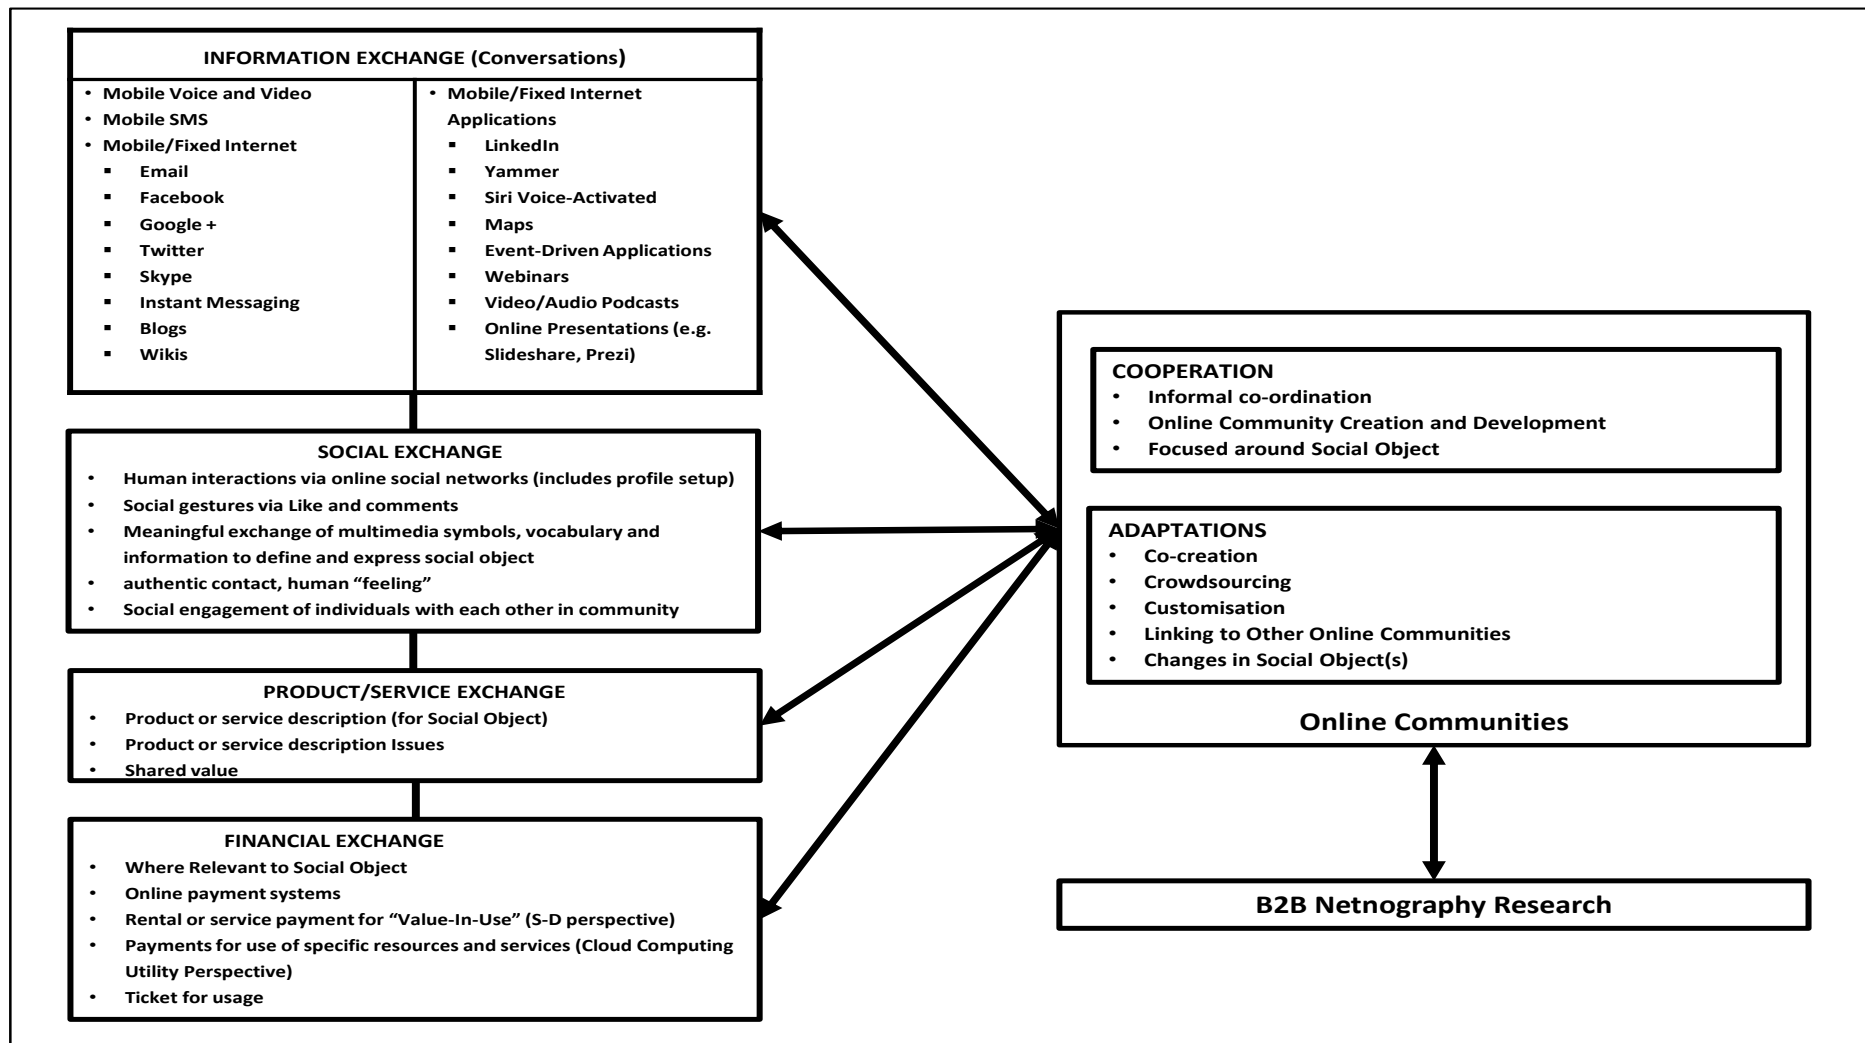 INFORMATION EXCHANGE (Conversations)
• Mobile Voice and Video
• Mobile SMS
• Mobile/Fixed Internet
▪ Email
▪ Facebook
▪ Google +
▪ Twitter
▪ Skype
▪ Instant Messaging
▪ Blogs
▪ Wikis
• Mobile/Fixed Internet
Applications
▪ LinkedIn
▪ Yammer
▪ Siri Voice-Activated
▪ Maps
▪ Event-Driven Applications
▪ Webinars
▪ Video/Audio Podcasts
▪ Online Presentations (e.g.
Slideshare, Prezi)
SOCIAL EXCHANGE
• Human interactions via online social networks (includes profile setup)
• Social gestures via Like and comments
• Meaningful exchange of multimedia symbols, vocabulary and
information to define and express social object
• authentic contact, human “feeling”
• Social engagement of individuals with each other in community
PRODUCT/SERVICE EXCHANGE
• Product or service description (for Social Object)
• Product or service description Issues
• Shared value
FINANCIAL EXCHANGE
• Where Relevant to Social Object
• Online payment systems
• Rental or service payment for “Value-In-Use” (S-D perspective)
• Payments for use of specific resources and services (Cloud Computing
Utility Perspective)
• Ticket for usage
COOPERATION
• Informal co-ordination
• Online Community Creation and Development
• Focused around Social Object
ADAPTATIONS
• Co-creation
• Crowdsourcing
• Customisation
• Linking to Other Online Communities
• Changes in Social Object(s)
Online Communities
B2B Netnography Research